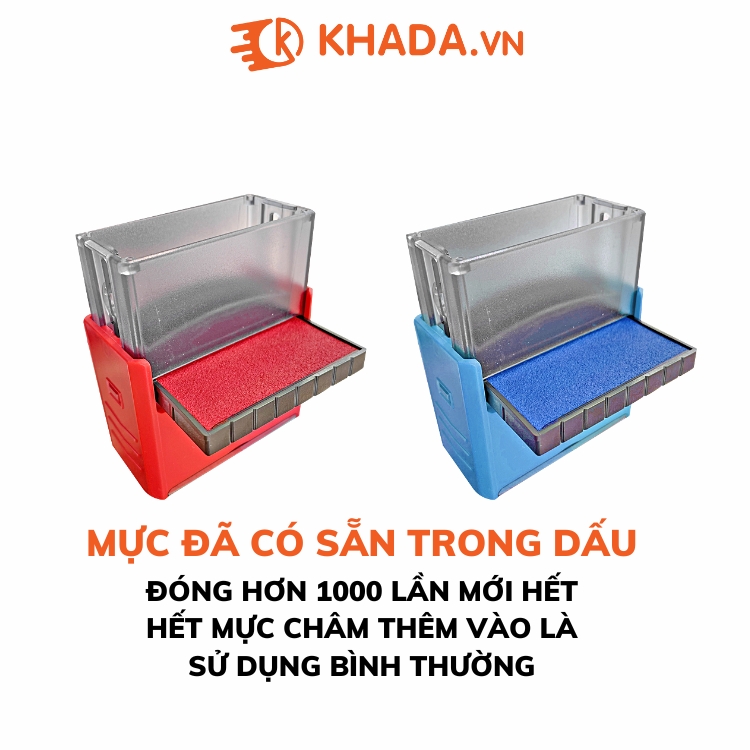 KHADA.vn
MỰC ĐÃ CÓ SẴN TRONG DẤU
ĐÓNG HƠN 1000 LẦN MỚI HẾT
HẾT MỰC CHÂM THÊM VÀO LÀ
SỬ DỤNG BÌNH THƯỜNG